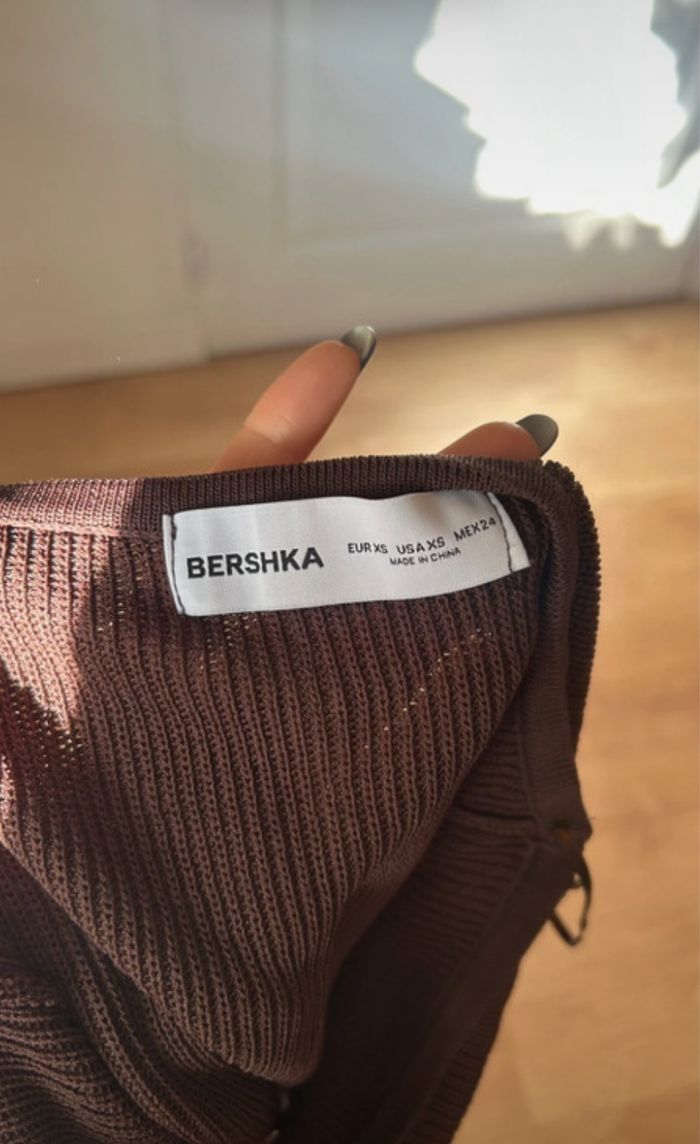 BERSHKA
EUR XS USA XS MEX 24
MADE IN CHINA